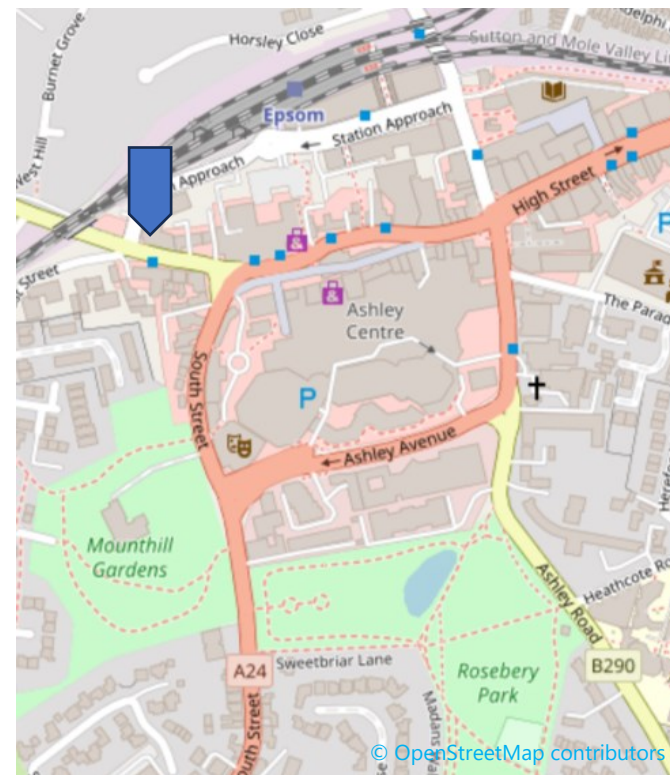 Horsley Close
Burnet Grove
Sutton and Mole Valley Li
Epsom
Station Approach
Approach
West Hill
High Street
Street
The Parad
Ashley
Centre
South Street
P
P
Ashley Avenue
Mounthill
Gardens
Heathcote Ro
Ashley Road
A24
Sweetbriar Lane
Rosebery
Park
B290
Madans
outh Street
© OpenStreetMap contributors